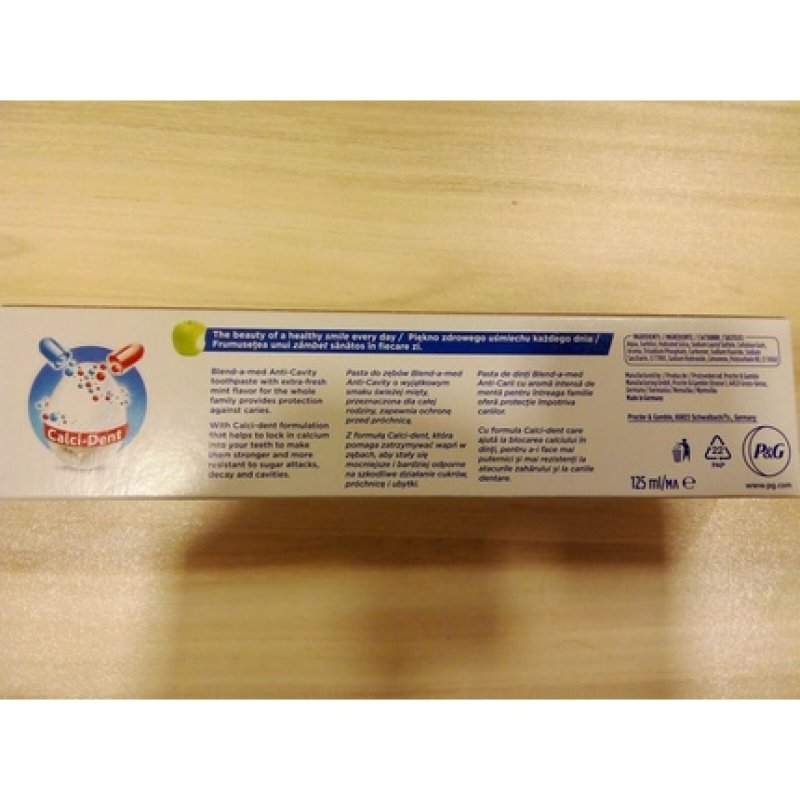 The beauty of a healthy smile every day / Piękno zdrowego uśmiechu każdego dnia /
Frumusețea unui zâmbet sănătos în fiecare zi.
Calci-Dent
Blend-a-med Anti-Cavity
toothpaste with extra-fresh
mint flavor for the whole
family provides protection
against caries.
With Calci-dent formulation
that helps to lock in calcium
into your teeth to make
them stronger and more
resistant to sugar attacks,
decay and cavities.
Pasta do zębów Blend-a-med
Anti-Cavity o wyjątkowym
smaku świeżej mięty,
przeznaczona dla całej
rodziny, zapewnia ochronę
przed próchnicą.
Z formułą Calci-dent, która
pomaga zatrzymywać wapń w
zębach, aby stały się
mocniejsze i bardziej odporne
na szkodliwe działanie cukrów,
próchnicę i ubytki.
Pasta de dinți Blend-a-med
Anti-Carii cu aromă intensă de
mentă pentru întreaga familie
oferă protecție împotriva
cariilor.
Cu formula Calci-dent care
ajută la blocarea calciului în
dinți, pentru a-i face mai
puternici și mai rezistenți la
atacurile zahărului și la cariile
dentare.
Made in Germany
Procter & Gamble, 65823 Schwalbach/Ts., Germany
22
PAP
P&G
125 ml/мл e
www.pg.com